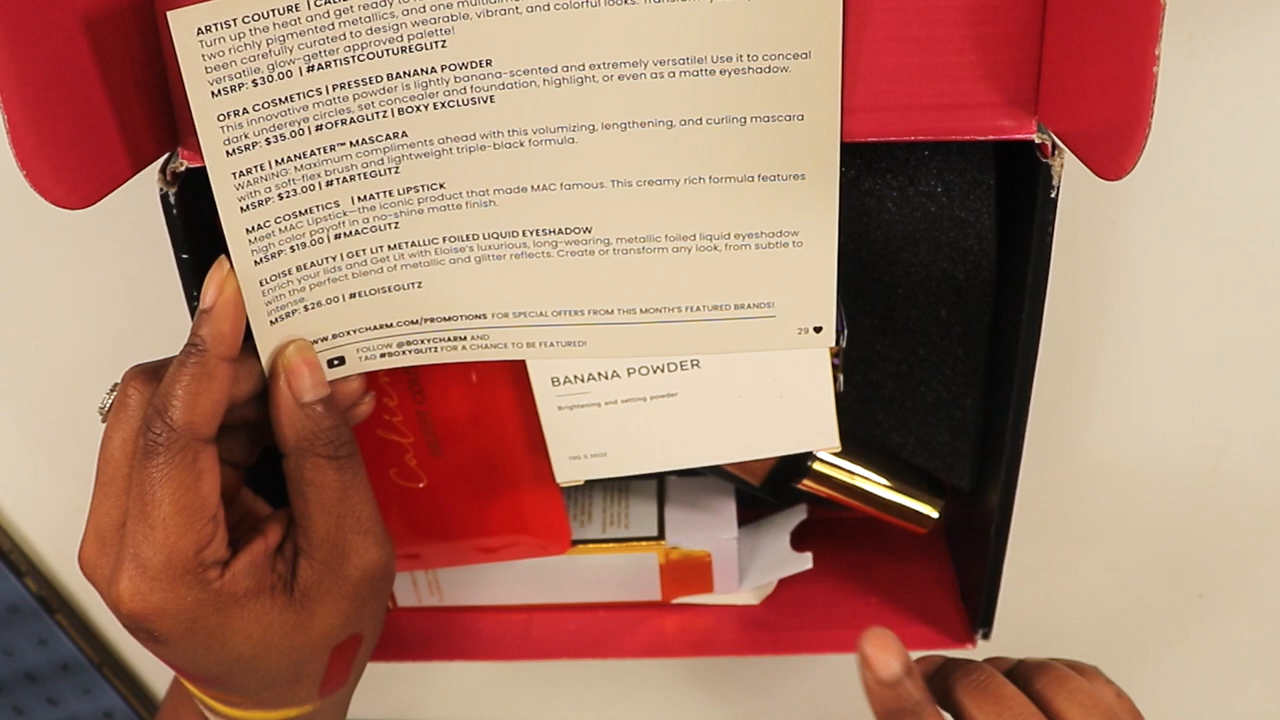 ARTIST COUTURE |
Turn up the heat and get ready to
two richly pigmented metallics, and one
been carefully curated to design wearable, vibrant, and colorful looks.
versatile, glow-getter approved palette!
MSRP: $30.00 | #ARTISTCOUTUREGLITZ
OFRA COSMETICS | PRESSED BANANA POWDER
This innovative matte powder is lightly banana-scented and extremely versatile! Use it to conceal
dark undereye circles, set concealer and foundation, highlight, or even as a matte eyeshadow.
MSRP: $35.00 | #OFRAGLITZ | BOXY EXCLUSIVE
TARTE | MANEATER™ MASCARA
WARNING: Maximum compliments ahead with this volumizing, lengthening, and curling mascara
with a soft-flex brush and lightweight triple-black formula.
MSRP: $23.00 | #TARTEGLITZ
MAC COSMETICS | MATTE LIPSTICK
Meet MAC Lipstick—the iconic product that made MAC famous. This creamy rich formula features
high color payoff in a no-shine matte finish.
MSRP: $19.00 | #MACGLITZ
ELOISE BEAUTY | GET LIT METALLIC FOILED LIQUID EYESHADOW
Enrich your lids and Get Lit with Eloise's luxurious, long-wearing, metallic foiled liquid eyeshadow
with the perfect blend of metallic and glitter reflects. Create or transform any look, from subtle to
intense.
MSRP: $26.00 | #ELOISEGLITZ
WW.BOXYCHARM.COM/PROMOTIONS FOR SPECIAL OFFERS FROM THIS MONTH'S FEATURED BRANDS!
FOLLOW @BOXYCHARM AND
TAG #BOXYGLITZ FOR A CHANCE TO BE FEATURED!
29
BANANA POWDER
Brightening and setting powder
10G 0.35OZ